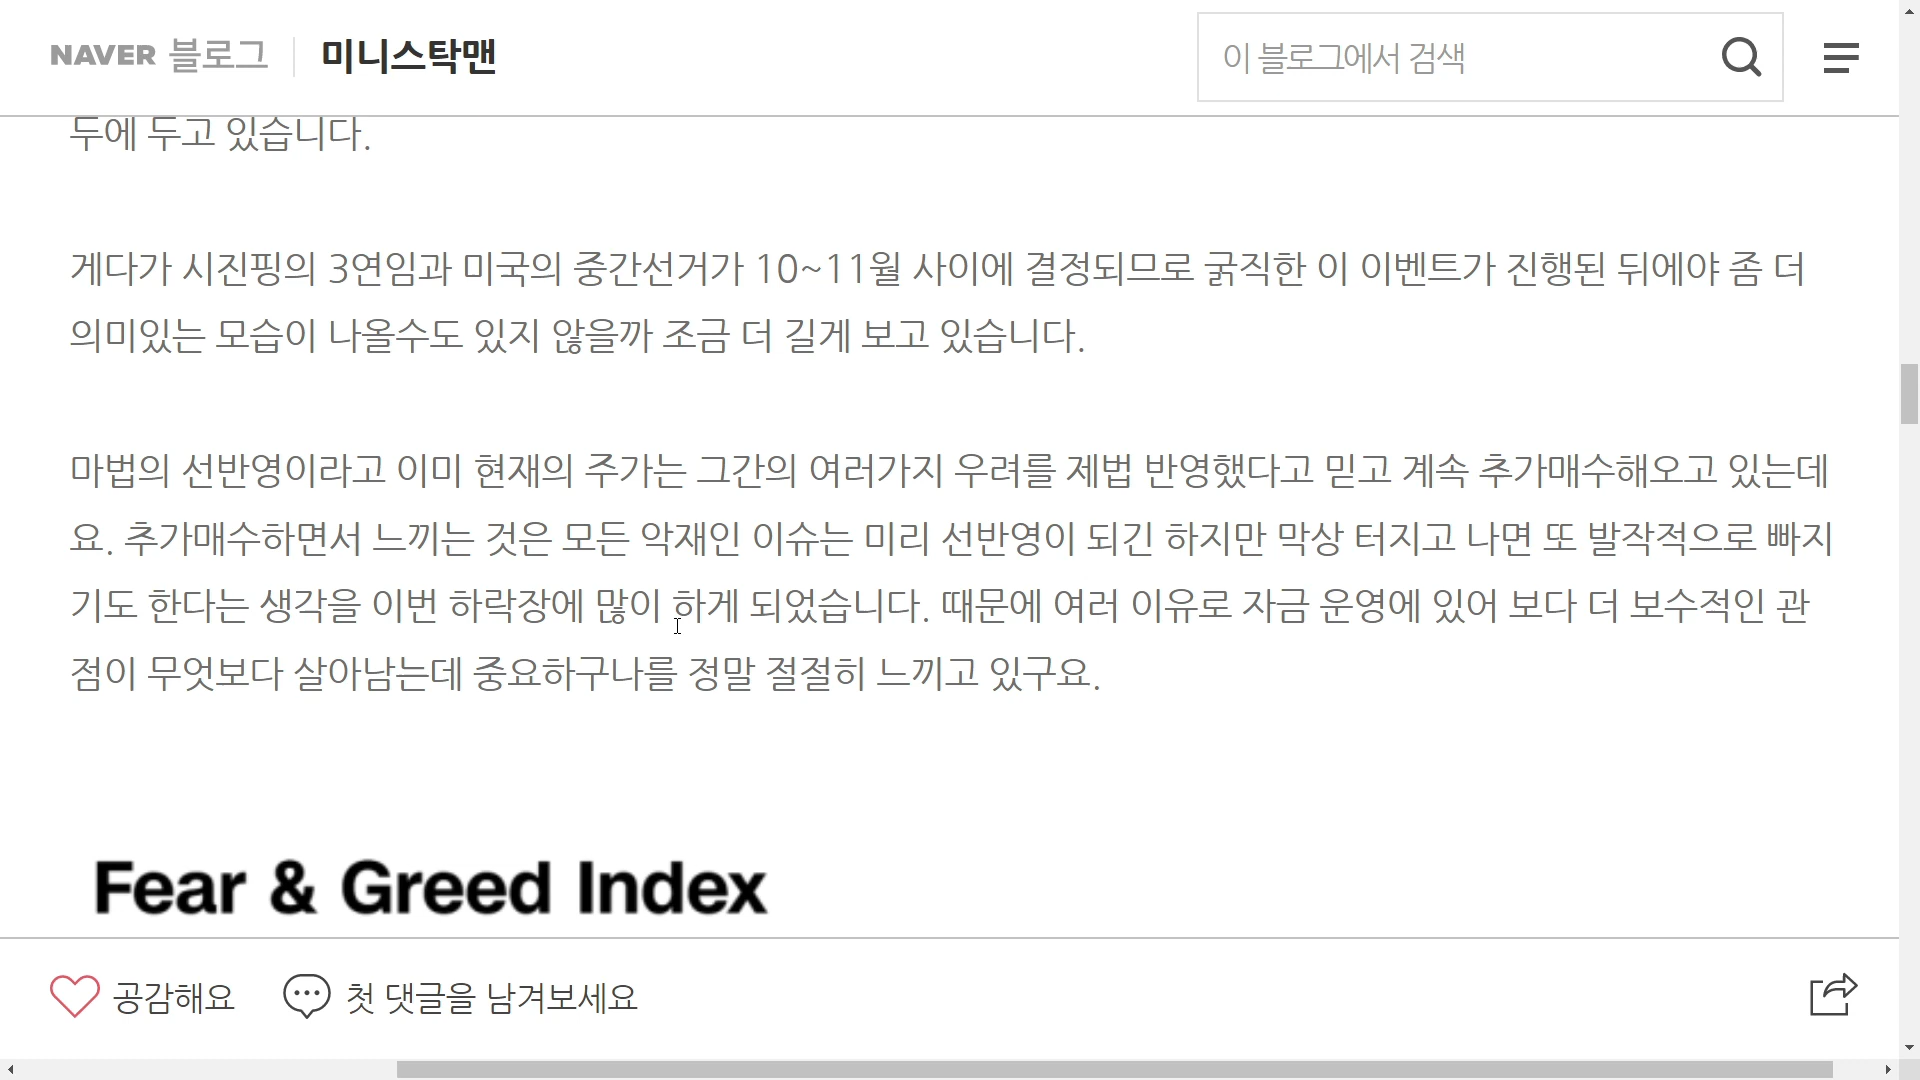 NAVER 블로그 미니스탁맨 이 블로그에서 검색
두에 두고 있습니다.
게다가 시진핑의 3연임과 미국의 중간선거가 10~11월 사이에 결정되므로 굵직한 이 이벤트가 진행된 뒤에야 좀 더
의미있는 모습이 나올수도 있지 않을까 조금 더 길게 보고 있습니다.
마법의 선반영이라고 이미 현재의 주가는 그간의 여러가지 우려를 제법 반영했다고 믿고 계속 추가매수해오고 있는데
요. 추가매수하면서 느끼는 것은 모든 악재인 이슈는 미리 선반영이 되긴 하지만 막상 터지고 나면 또 발작적으로 빠지
기도 한다는 생각을 이번 하락장에 많이 하게 되었습니다. 때문에 여러 이유로 자금 운영에 있어 보다 더 보수적인 관
점이 무엇보다 살아남는데 중요하구나를 정말 절절히 느끼고 있구요.
Fear & Greed Index
공감해요 첫 댓글을 남겨보세요